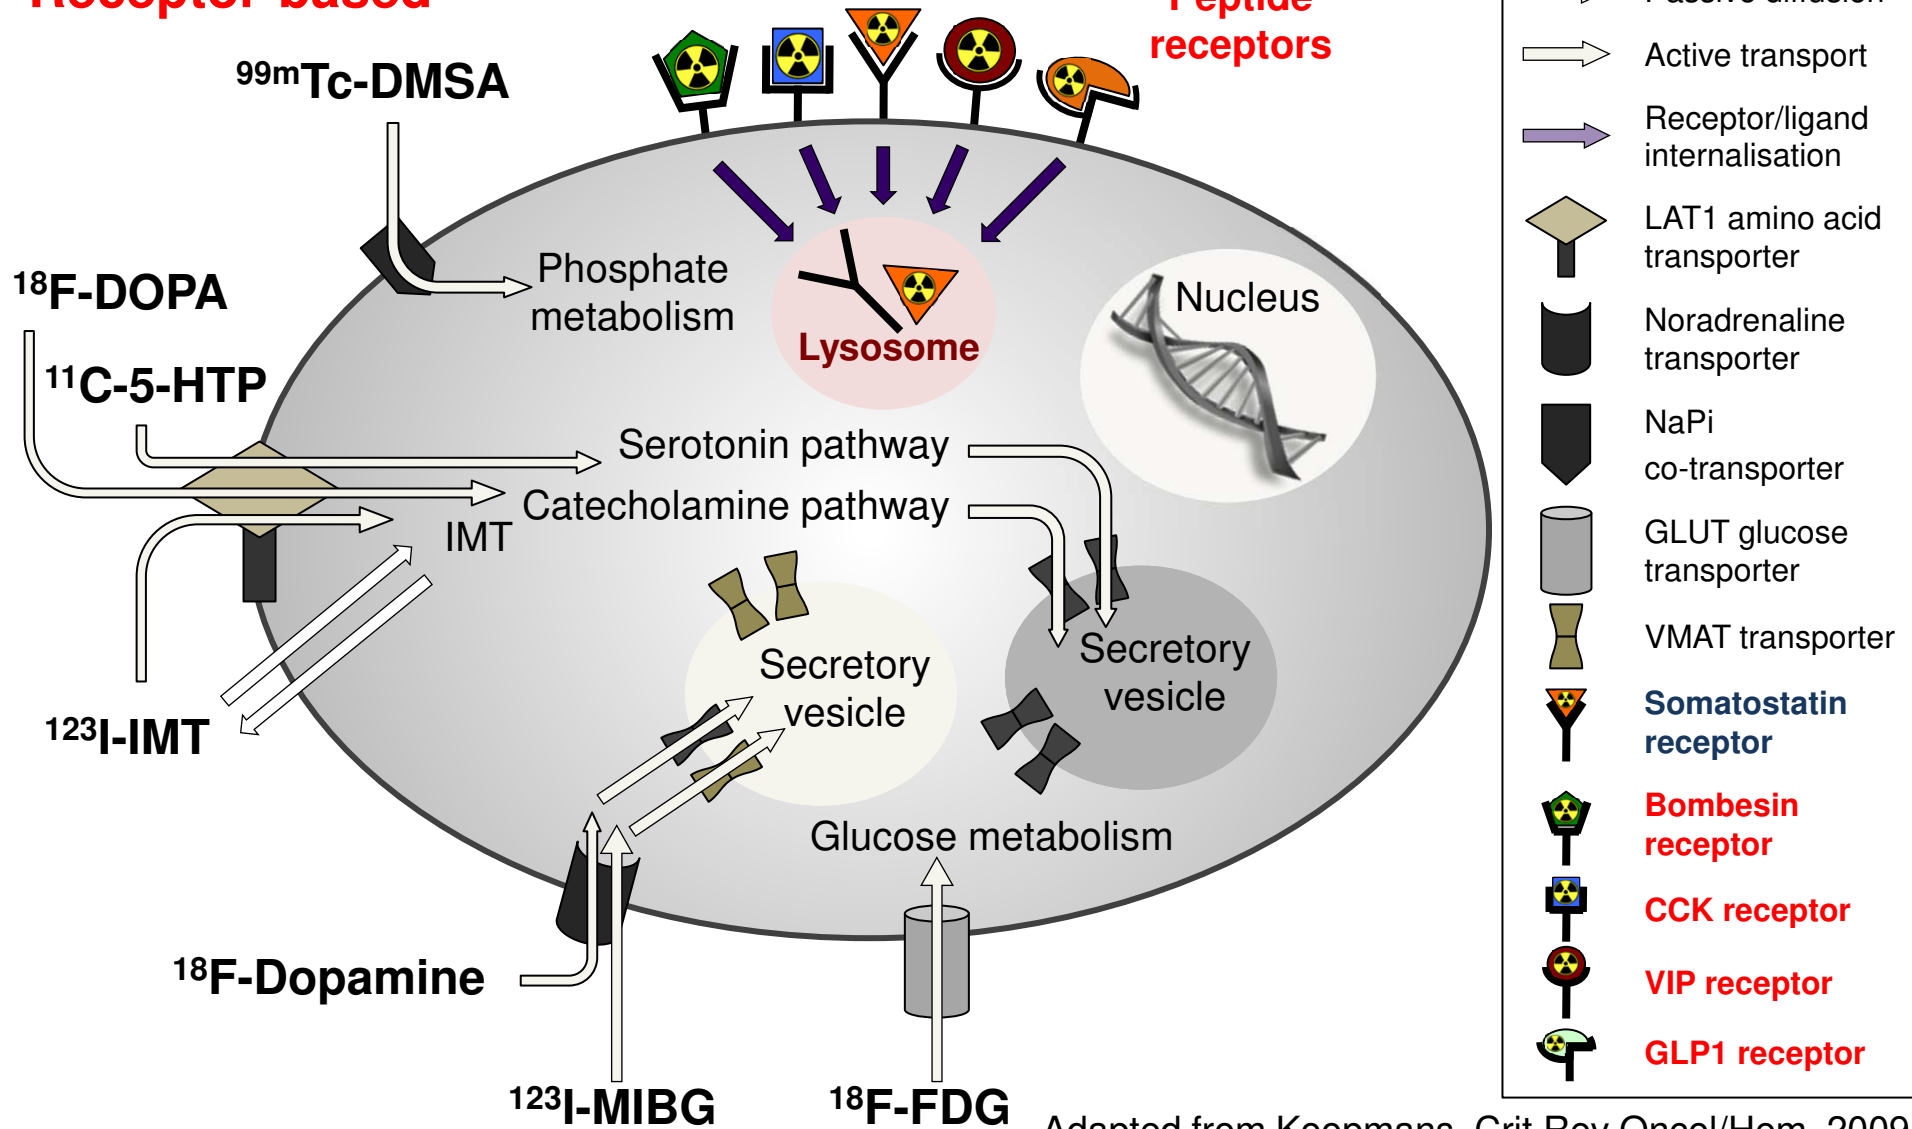 Receptor-based
Peptide
receptors
99mTc-DMSA
18F-DOPA
11C-5-HTP
123I-IMT
18F-Dopamine
123I-MIBG
18F-FDG
Phosphate
metabolism
Lysosome
Nucleus
Serotonin pathway
Catecholamine pathway
IMT
Secretory
vesicle
Secretory
vesicle
Glucose metabolism
Passive diffusion
Active transport
Receptor/ligand
internalisation
LAT1 amino acid
transporter
Noradrenaline
transporter
NaPi
co-transporter
GLUT glucose
transporter
VMAT transporter
Somatostatin
receptor
Bombesin
receptor
CCK receptor
VIP receptor
GLP1 receptor
Adapted from Koopmans, Crit Rev Oncol/Hem, 2009